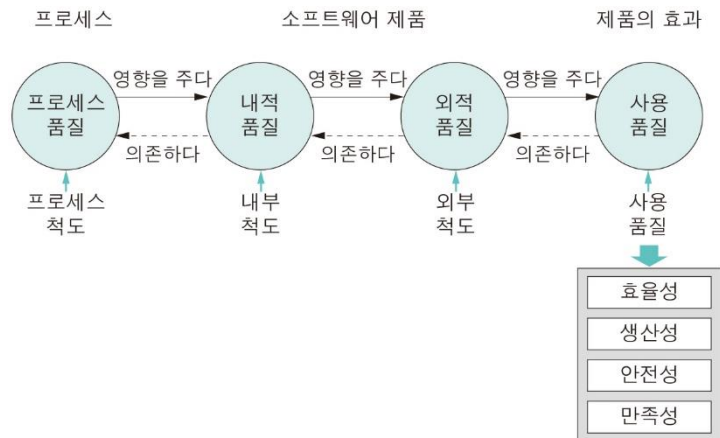 프로세스
소프트웨어 제품
제품의 효과
영향을 주다
영향을 주다
영향을 주다
프로세스
품질
내적
품질
외적
품질
사용
품질
의존하다
의존하다
의존하다
프로세스
척도
내부
척도
외부
척도
사용
품질
효율성
생산성
안전성
만족성